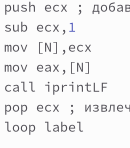 push ecx ; добав
sub ecx,1
mov [N],ecx
mov eax,[N]
call iprintLF
pop ecx ; извлеч
loop label